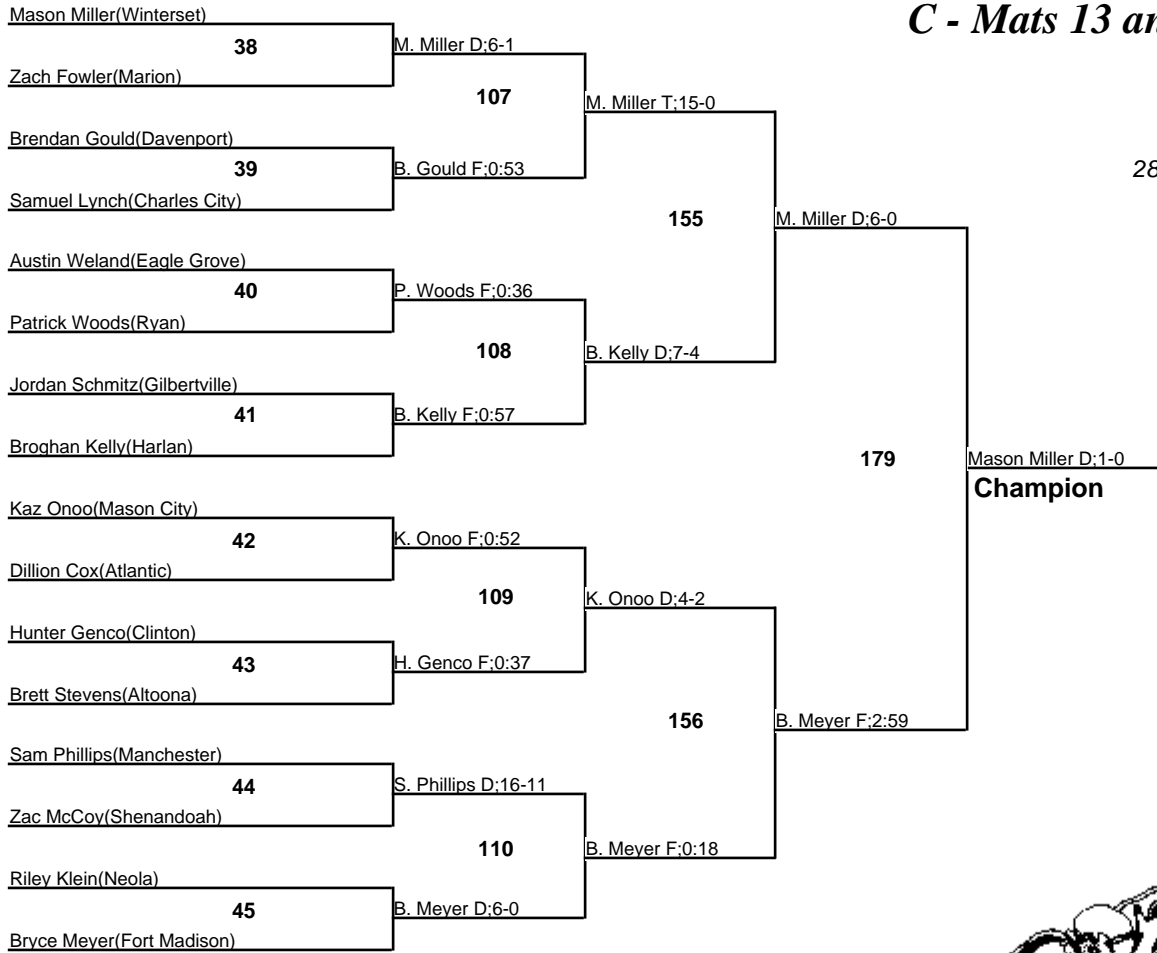 Mason Miller(Winterset)
C - Mats 13 an
38
M. Miller D;6-1
Zach Fowler(Marion)
107
M. Miller T;15-0
Brendan Gould(Davenport)
39
B. Gould F;0:53
28
Samuel Lynch(Charles City)
155
M. Miller D;6-0
Austin Weland(Eagle Grove)
40
P. Woods F;0:36
Patrick Woods(Ryan)
108
B. Kelly D;7-4
Jordan Schmitz(Gilbertville)
41
B. Kelly F;0:57
Broghan Kelly(Harlan)
179
Mason Miller D;1-0
Champion
Kaz Onoo(Mason City)
42
K. Onoo F;0:52
Dillion Cox(Atlantic)
109
K. Onoo D;4-2
Hunter Genco(Clinton)
43
H. Genco F;0:37
Brett Stevens(Altoona)
156
B. Meyer F;2:59
Sam Phillips(Manchester)
44
S. Phillips D;16-11
Zac McCoy(Shenandoah)
110
B. Meyer F;0:18
Riley Klein(Neola)
45
B. Meyer D;6-0
Bryce Meyer(Fort Madison)